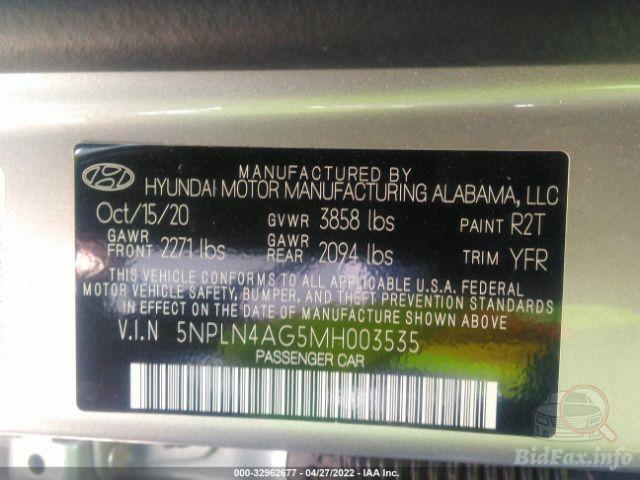 MANUFACTURED BY
HYUNDAI MOTOR MANUFACTURING ALABAMA, LLC
Oct/15/20 GVWR 3858 lbs PAINT R2T
GAWR FRONT 2271 lbs GAWR REAR 2094 lbs TRIM YFR
THIS VEHICLE CONFORMS TO ALL APPLICABLE U.S.A. FEDERAL
MOTOR VEHICLE SAFETY, BUMPER, AND THEFT PREVENTION STANDARDS
IN EFFECT ON THE DATE OF MANUFACTURE SHOWN ABOVE
V.I.N 5NPLN4AG5MH003535
PASSENGER CAR
BidFax.info
000-32962677 - 04/27/2022 - IAA Inc.